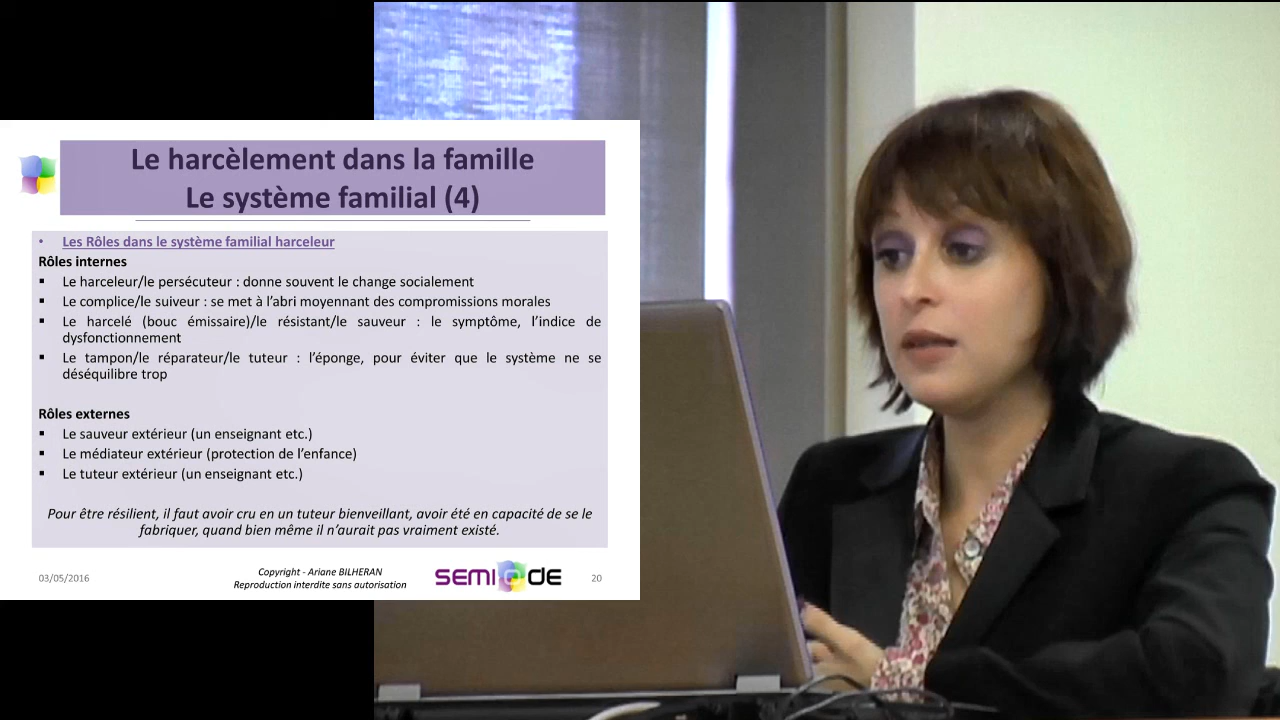 Le harcèlement dans la famille
Le système familial (4)
• Les Rôles dans le système familial harceleur
Rôles internes
▪ Le harceleur/le persécuteur : donne souvent le change socialement
▪ Le complice/le suiveur : se met à l'abri moyennant des compromissions morales
▪ Le harcelé (bouc émissaire)/le résistant/le sauveur : le symptôme, l'indice de
dysfonctionnement
▪ Le tampon/le réparateur/le tuteur : l'éponge, pour éviter que le système ne se
déséquilibre trop
Rôles externes
▪ Le sauveur extérieur (un enseignant etc.)
▪ Le médiateur extérieur (protection de l'enfance)
▪ Le tuteur extérieur (un enseignant etc.)
Pour être résilient, il faut avoir cru en un tuteur bienveillant, avoir été en capacité de se le
fabriquer, quand bien même il n'aurait pas vraiment existé.
03/05/2016
Copyright - Ariane BILHERAN
Reproduction interdite sans autorisation
SEMIODE
20